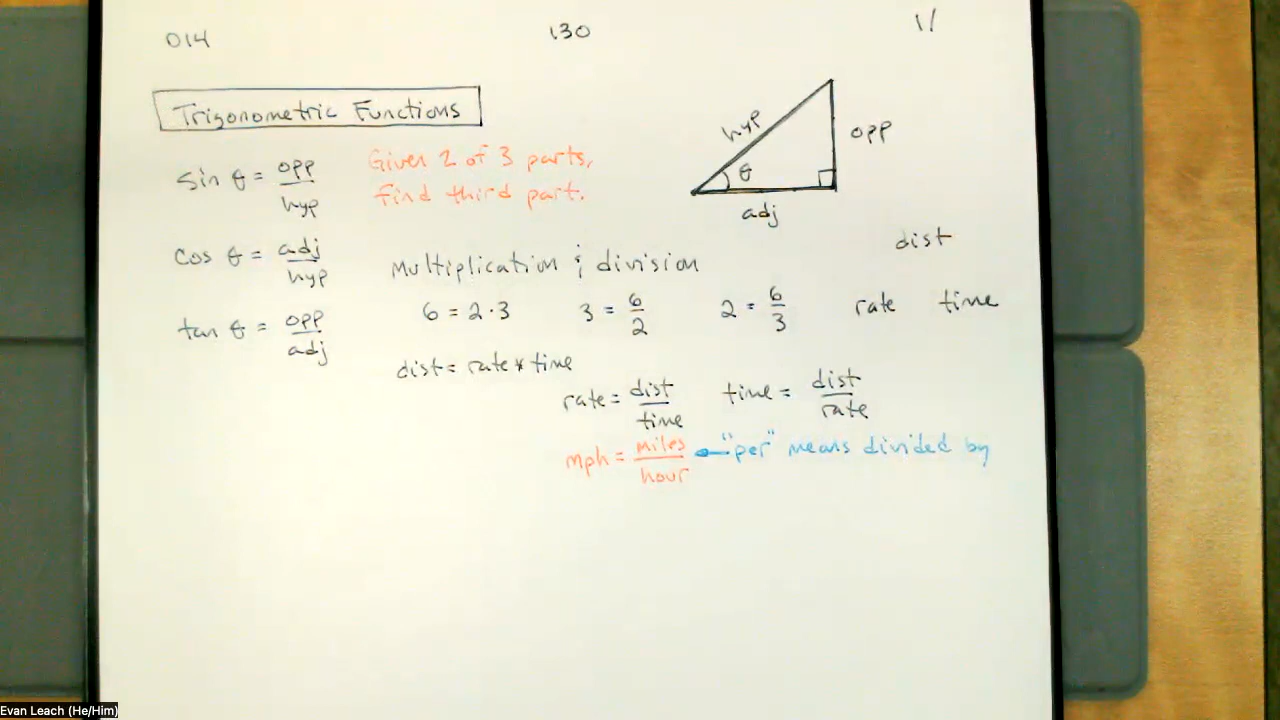 014 130 1/
Trigonometric Functions
sin θ = opp/hyp
Given 2 of 3 parts,
find third part.
hyp
θ
opp
adj
cos θ = adj/hyp
Multiplication & division
dist
6 = 2·3 3 = 6/2 2 = 6/3
rate time
tan θ = opp/adj
dist = rate * time
rate = dist/time time = dist/rate
mph = miles/hour ← "per" means divided by
Evan Leach (He/Him)